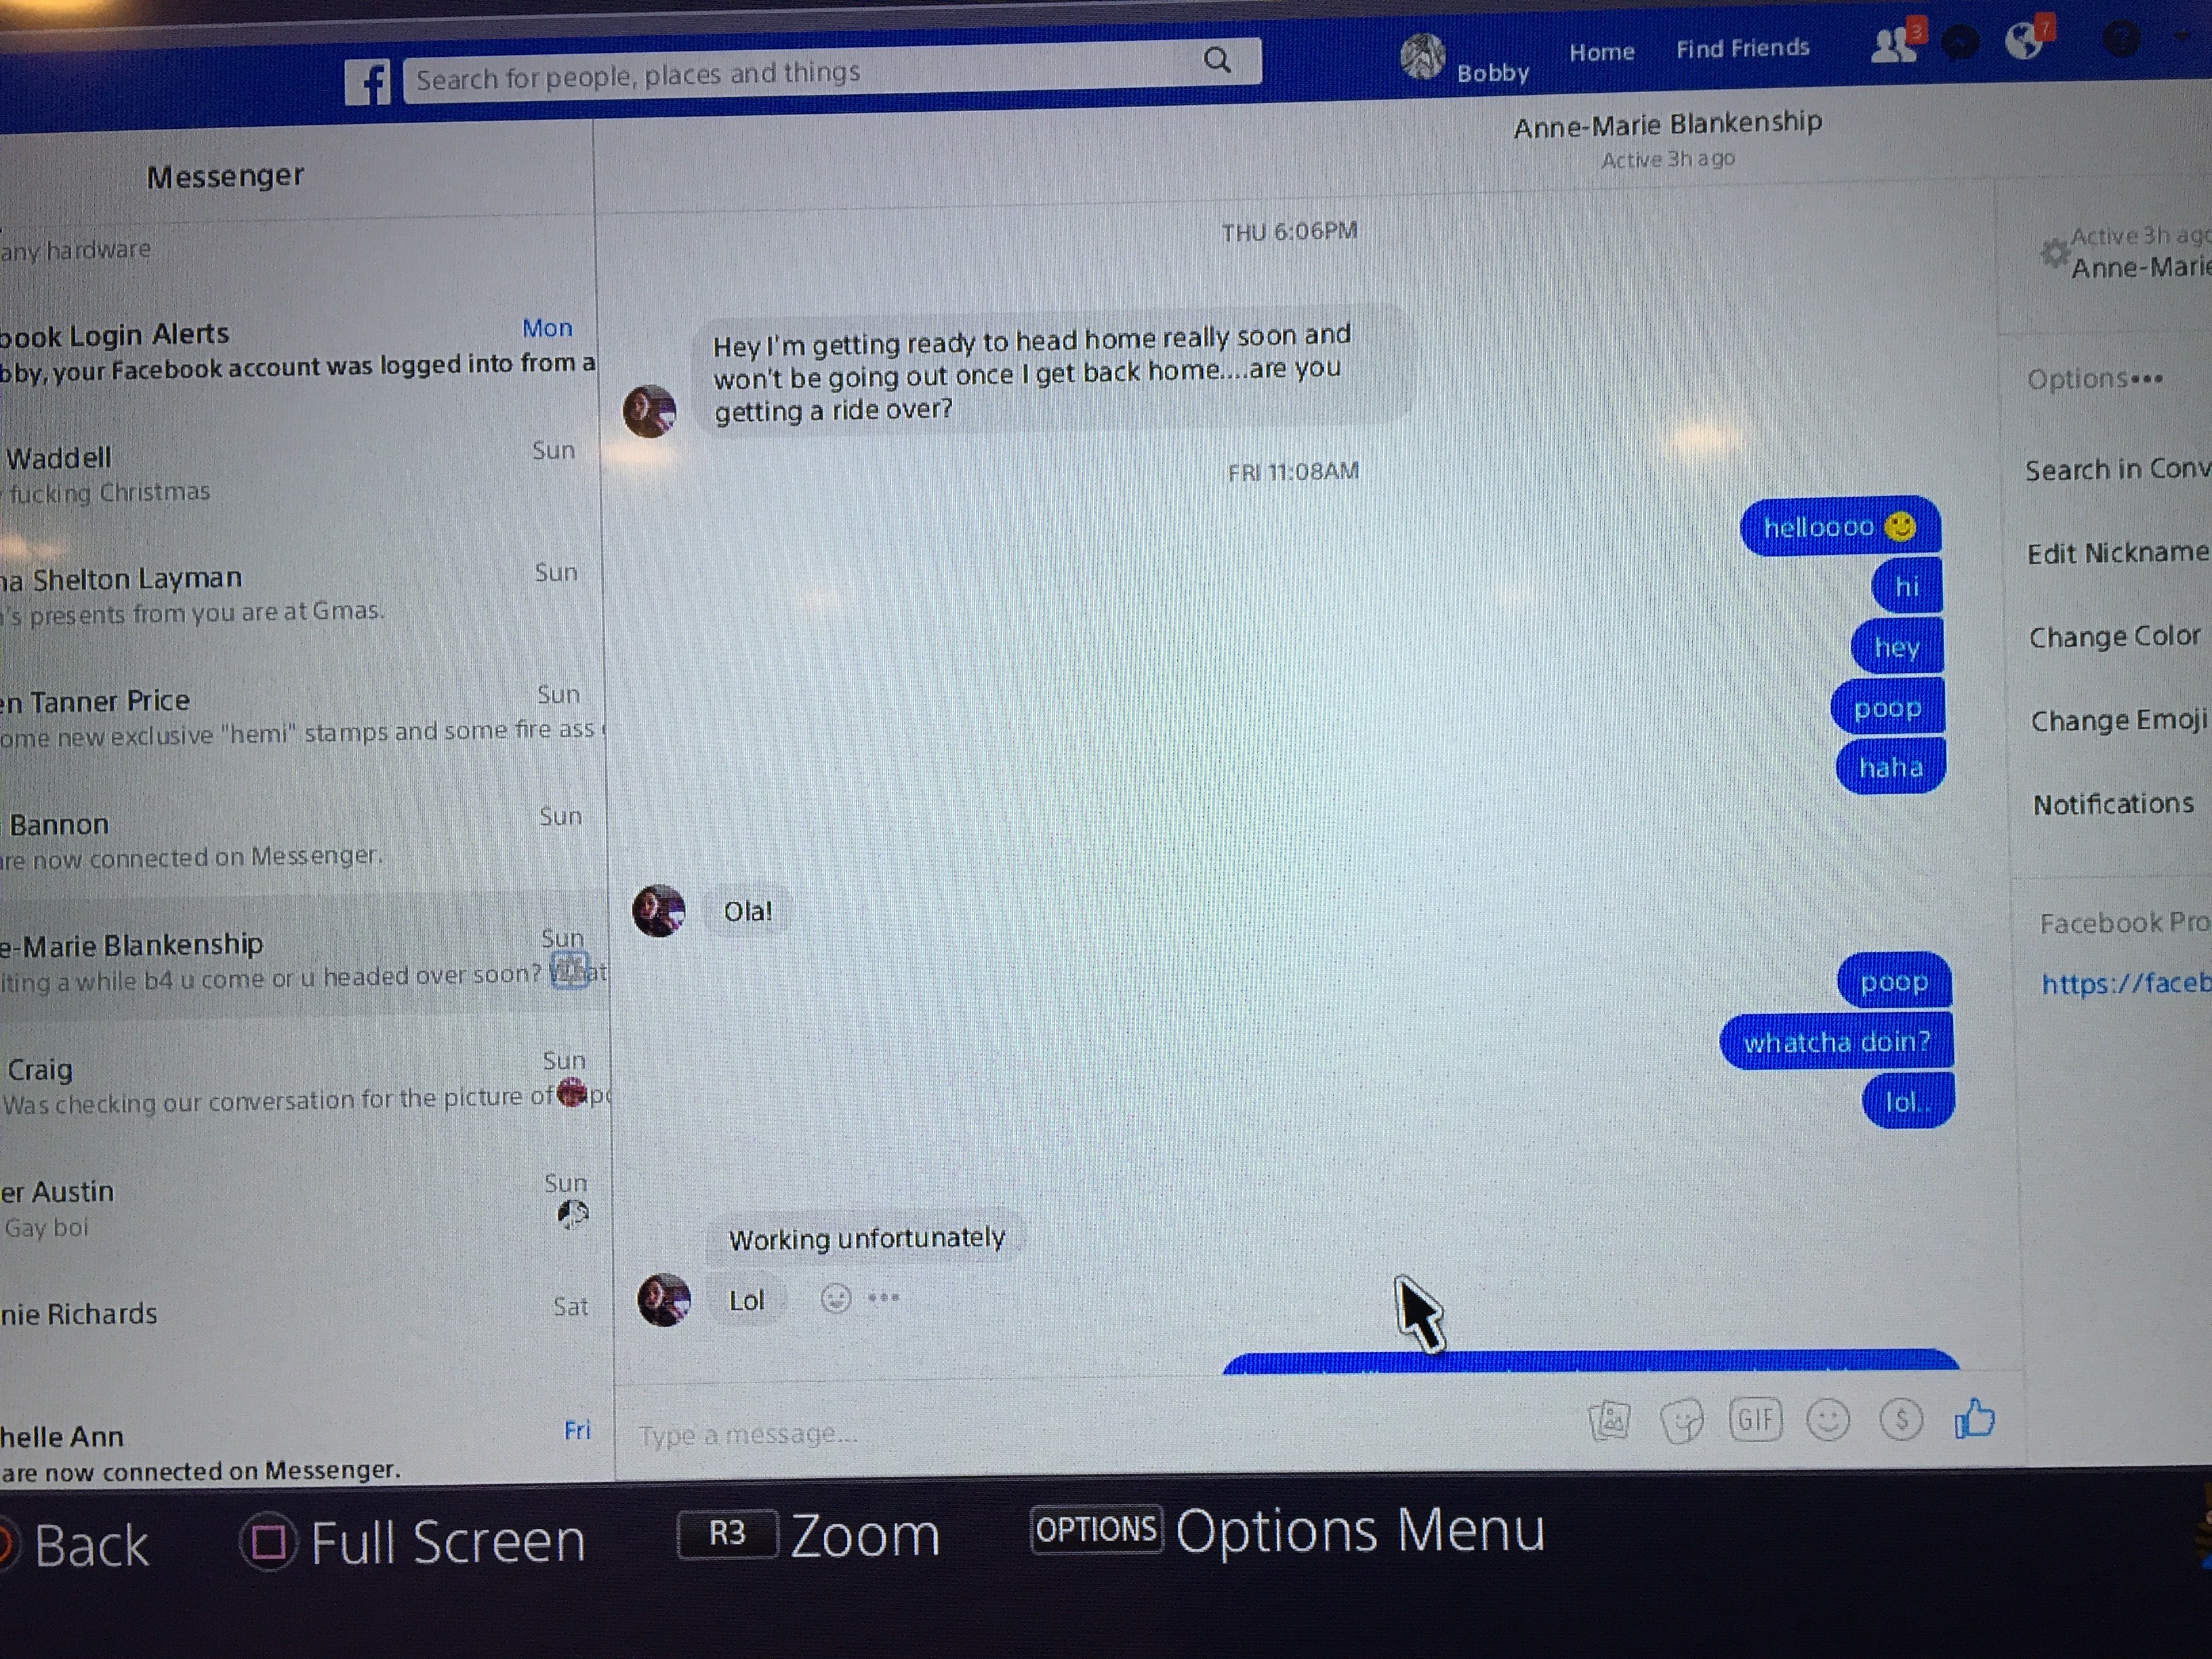 f
Search for people, places and things
Bobby
Home
Find Friends
3
7
Messenger
any hardware
book Login Alerts
Mon
bby, your Facebook account was logged into from a
Waddell
Sun
fucking Christmas
na Shelton Layman
Sun
's presents from you are at Gmas.
en Tanner Price
Sun
ome new exclusive "hemi" stamps and some fire ass
Bannon
Sun
are now connected on Messenger.
e-Marie Blankenship
Sun
iting a while b4 u come or u headed over soon?
Craig
Sun
Was checking our conversation for the picture of
er Austin
Sun
Gay boi
nie Richards
Sat
helle Ann
Fri
are now connected on Messenger.
Anne-Marie Blankenship
Active 3h ago
THU 6:06PM
Hey I'm getting ready to head home really soon and
won't be going out once I get back home....are you
getting a ride over?
FRI 11:08AM
helloooo
hi
hey
poop
haha
Ola!
poop
whatcha doin?
lol..
Working unfortunately
Lol
Type a message...
GIF
$
Active 3h ago
Anne-Marie
Options•••
Search in Conv
Edit Nickname
Change Color
Change Emoji
Notifications
Facebook Pro
https://faceb
Back
Full Screen
R3 Zoom
OPTIONS Options Menu